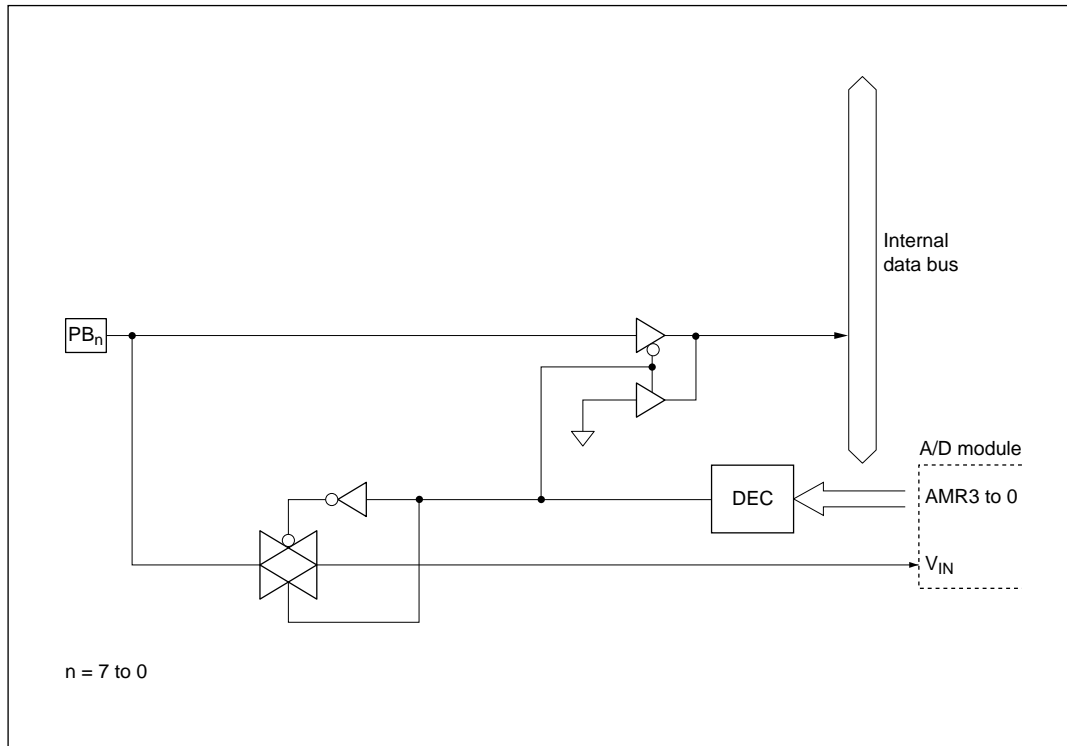 Internal
data bus
PBn
A/D module
DEC
AMR3 to 0
VIN
n = 7 to 0